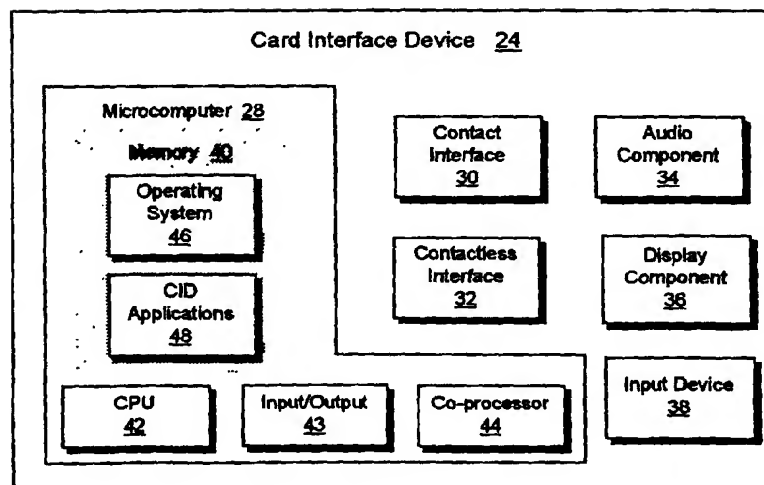 Card Interface Device 24
Microcomputer 28
Memory 40
Operating
System
46
CID
Applications
48
CPU
42
Input/Output
43
Co-processor
44
Contact
Interface
30
Audio
Component
34
Contactless
Interface
32
Display
Component
36
Input Device
38